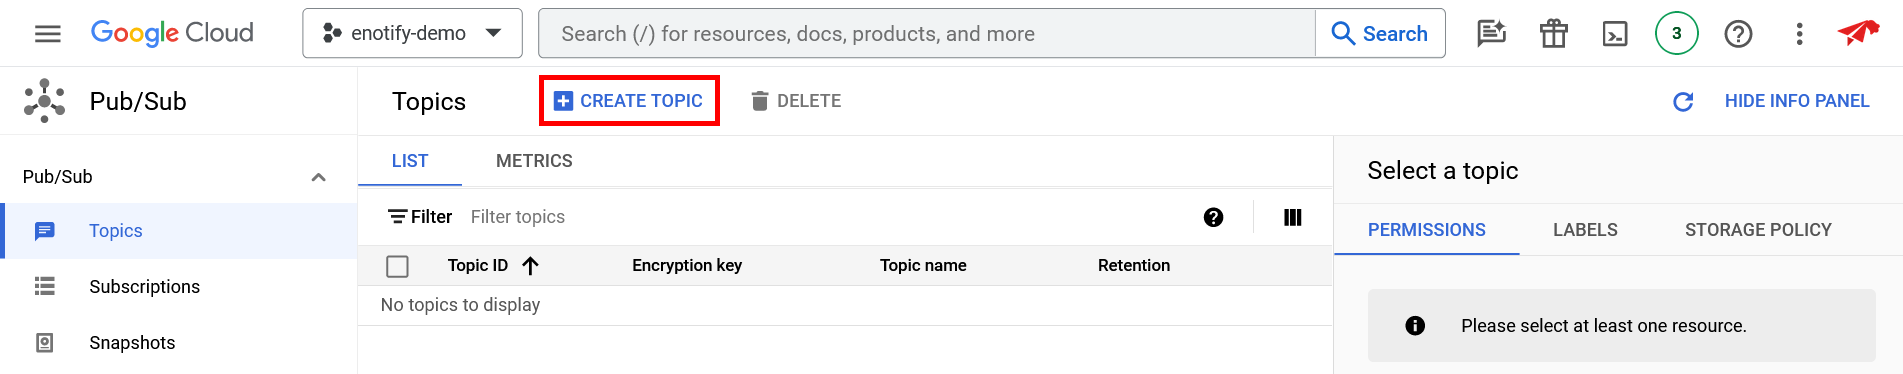 Google Cloud
enotify-demo
Search (/) for resources, docs, products, and more
Search
3
Pub/Sub
Topics
CREATE TOPIC
DELETE
HIDE INFO PANEL
Pub/Sub
Topics
Subscriptions
Snapshots
LIST METRICS
Filter Filter topics
Topic ID Encryption key Topic name Retention
No topics to display
Select a topic
PERMISSIONS LABELS STORAGE POLICY
Please select at least one resource.